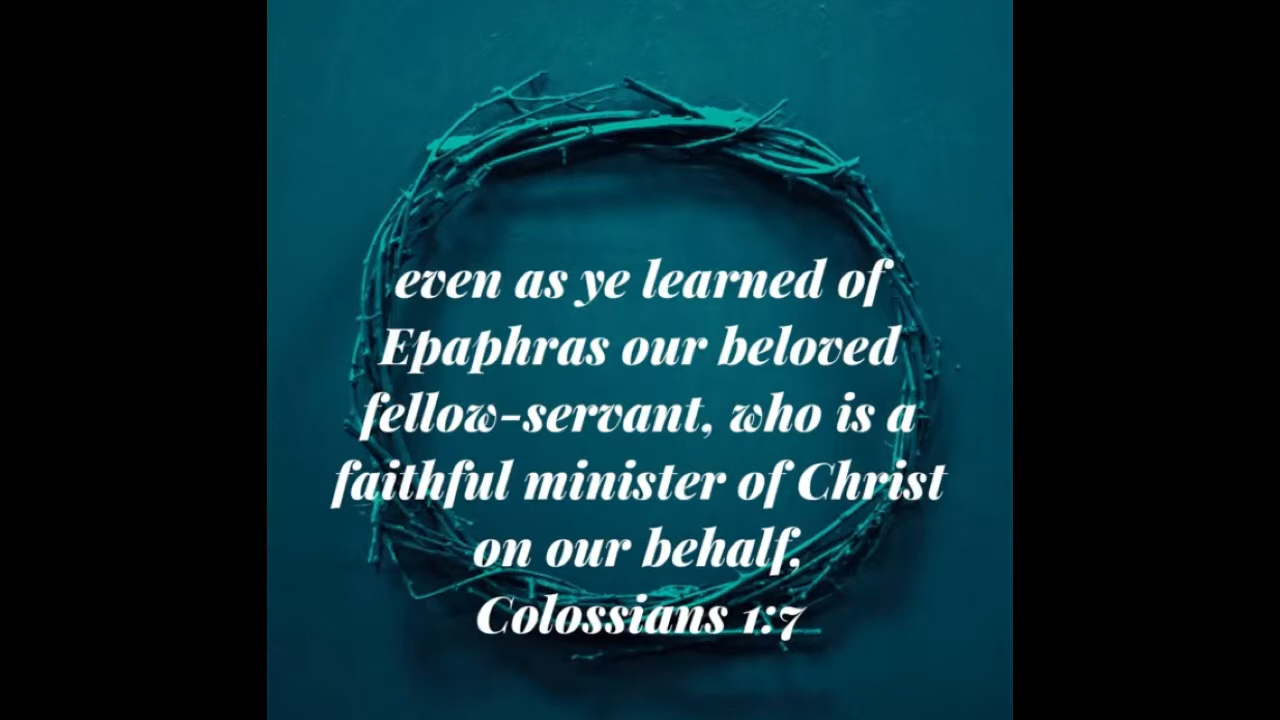 even as ye learned of
Epaphras our beloved
fellow-servant, who is a
faithful minister of Christ
on our behalf,
Colossians 1:7